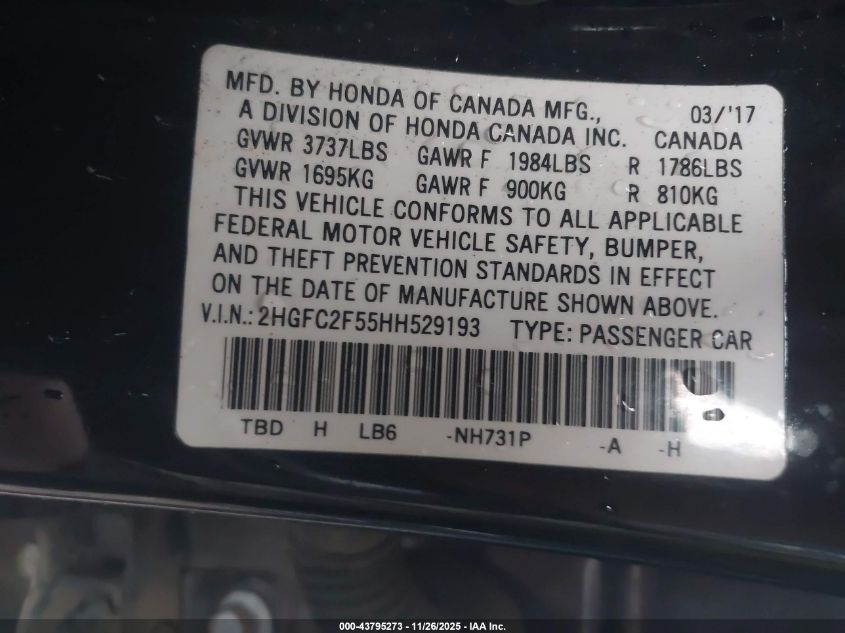 MFD. BY HONDA OF CANADA MFG., 03/'17
A DIVISION OF HONDA CANADA INC. CANADA
GVWR 3737LBS GAWR F 1984LBS R 1786LBS
GVWR 1695KG GAWR F 900KG R 810KG
THIS VEHICLE CONFORMS TO ALL APPLICABLE
FEDERAL MOTOR VEHICLE SAFETY, BUMPER,
AND THEFT PREVENTION STANDARDS IN EFFECT
ON THE DATE OF MANUFACTURE SHOWN ABOVE.
V.I.N.: 2HGFC2F55HH529193 TYPE: PASSENGER CAR
TBD H LB6 -NH731P -A -H
000-43795273 - 11/26/2025 - IAA Inc.